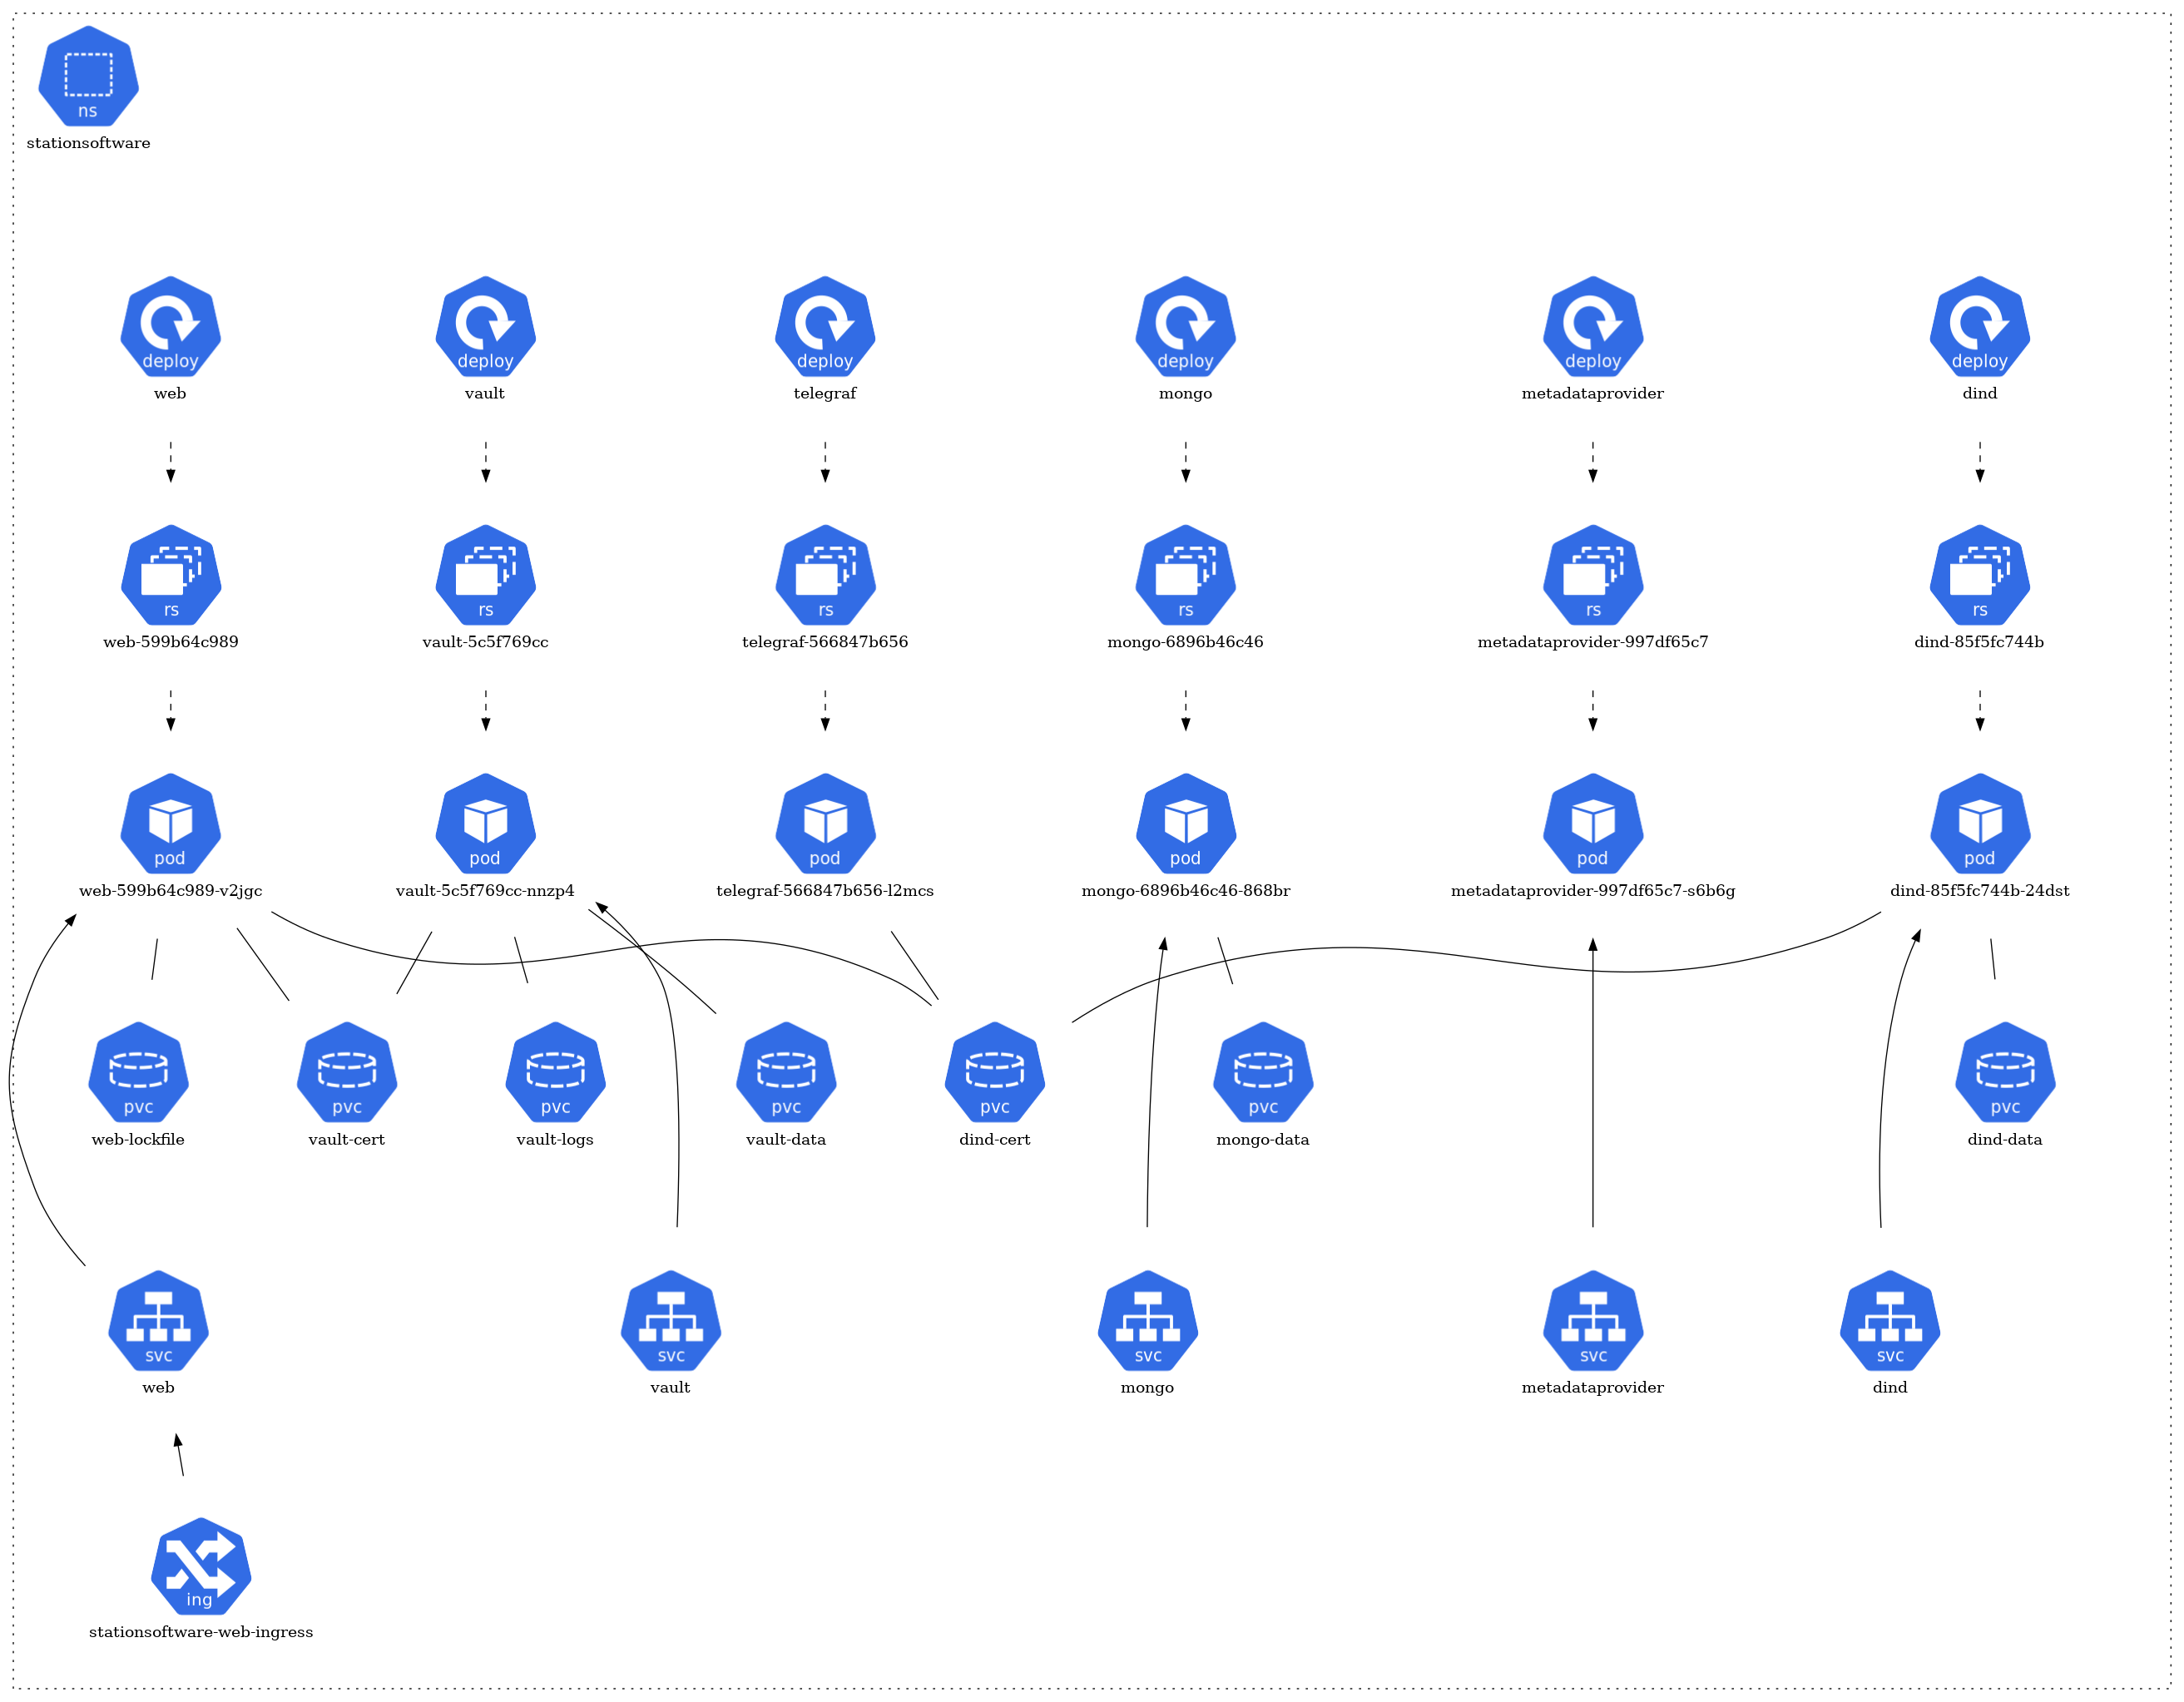 ns
stationsoftware
deploy
web
deploy
vault
deploy
telegraf
deploy
mongo
deploy
metadataprovider
deploy
dind
rs
web-599b64c989
rs
vault-5c5f769cc
rs
telegraf-566847b656
rs
mongo-6896b46c46
rs
metadataprovider-997df65c7
rs
dind-85f5fc744b
pod
web-599b64c989-v2jgc
pod
vault-5c5f769cc-nnzp4
pod
telegraf-566847b656-l2mcs
pod
mongo-6896b46c46-868br
pod
metadataprovider-997df65c7-s6b6g
pod
dind-85f5fc744b-24dst
pvc
web-lockfile
pvc
vault-cert
pvc
vault-logs
pvc
vault-data
pvc
dind-cert
pvc
mongo-data
pvc
dind-data
svc
web
svc
vault
svc
mongo
svc
metadataprovider
svc
dind
ing
stationsoftware-web-ingress